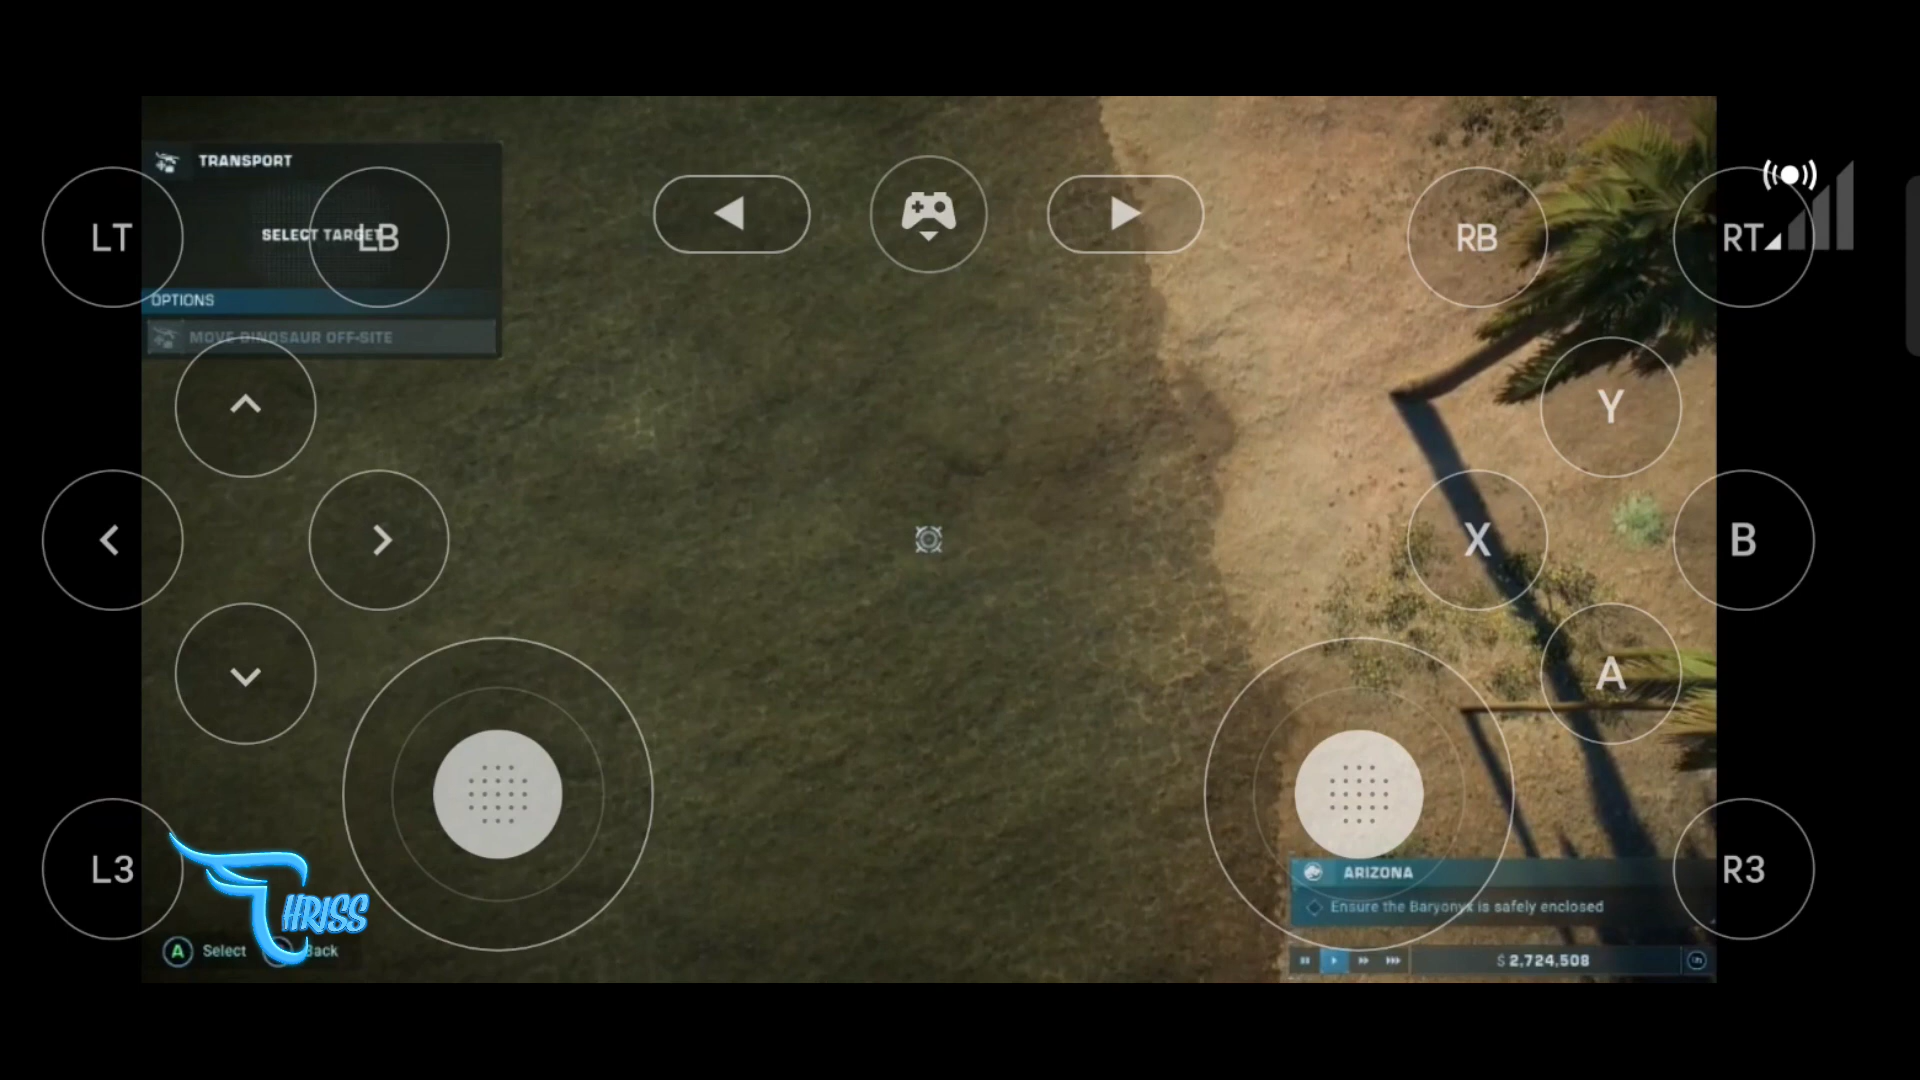 TRANSPORT
LT
SELECT TARGET
LB
RB
RT
OPTIONS
MOVE DINOSAUR OFF-SITE
Y
X
B
A
L3
THRISS
R3
ARIZONA
Ensure the Baryonyx is safely enclosed
A Select
Back
$ 2,724,508